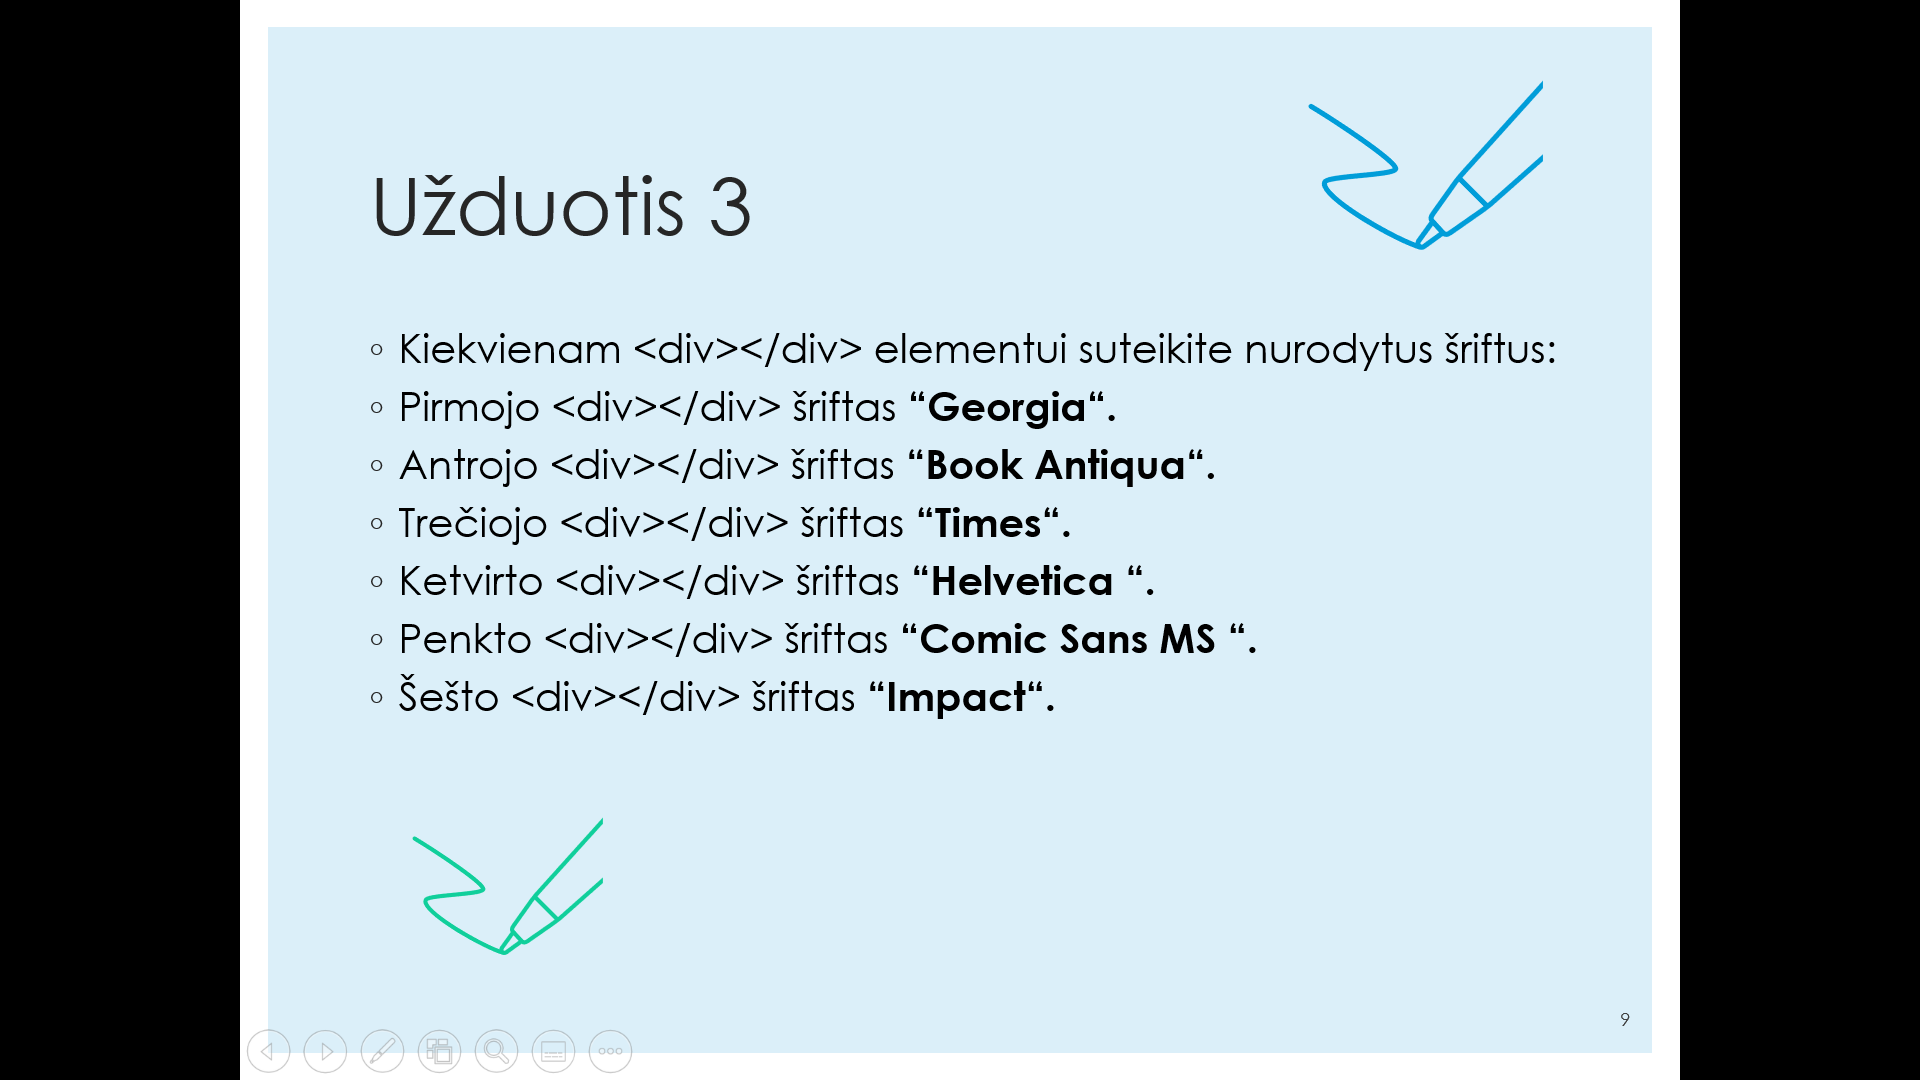 Užduotis 3
◦ Kiekvienam <div></div> elementui suteikite nurodytus šriftus:
◦ Pirmojo <div></div> šriftas “Georgia“.
◦ Antrojo <div></div> šriftas “Book Antiqua“.
◦ Trečiojo <div></div> šriftas “Times“.
◦ Ketvirto <div></div> šriftas “Helvetica “.
◦ Penkto <div></div> šriftas “Comic Sans MS “.
◦ Šešto <div></div> šriftas “Impact“.
9